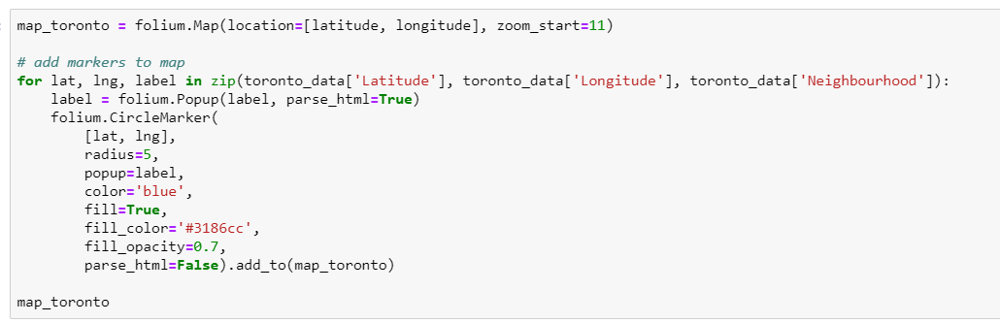 map_toronto = folium.Map(location=[latitude, longitude], zoom_start=11)
# add markers to map
for lat, lng, label in zip(toronto_data['Latitude'], toronto_data['Longitude'], toronto_data['Neighbourhood']):
    label = folium.Popup(label, parse_html=True)
    folium.CircleMarker(
        [lat, lng],
        radius=5,
        popup=label,
        color='blue',
        fill=True,
        fill_color='#3186cc',
        fill_opacity=0.7,
        parse_html=False).add_to(map_toronto)
map_toronto